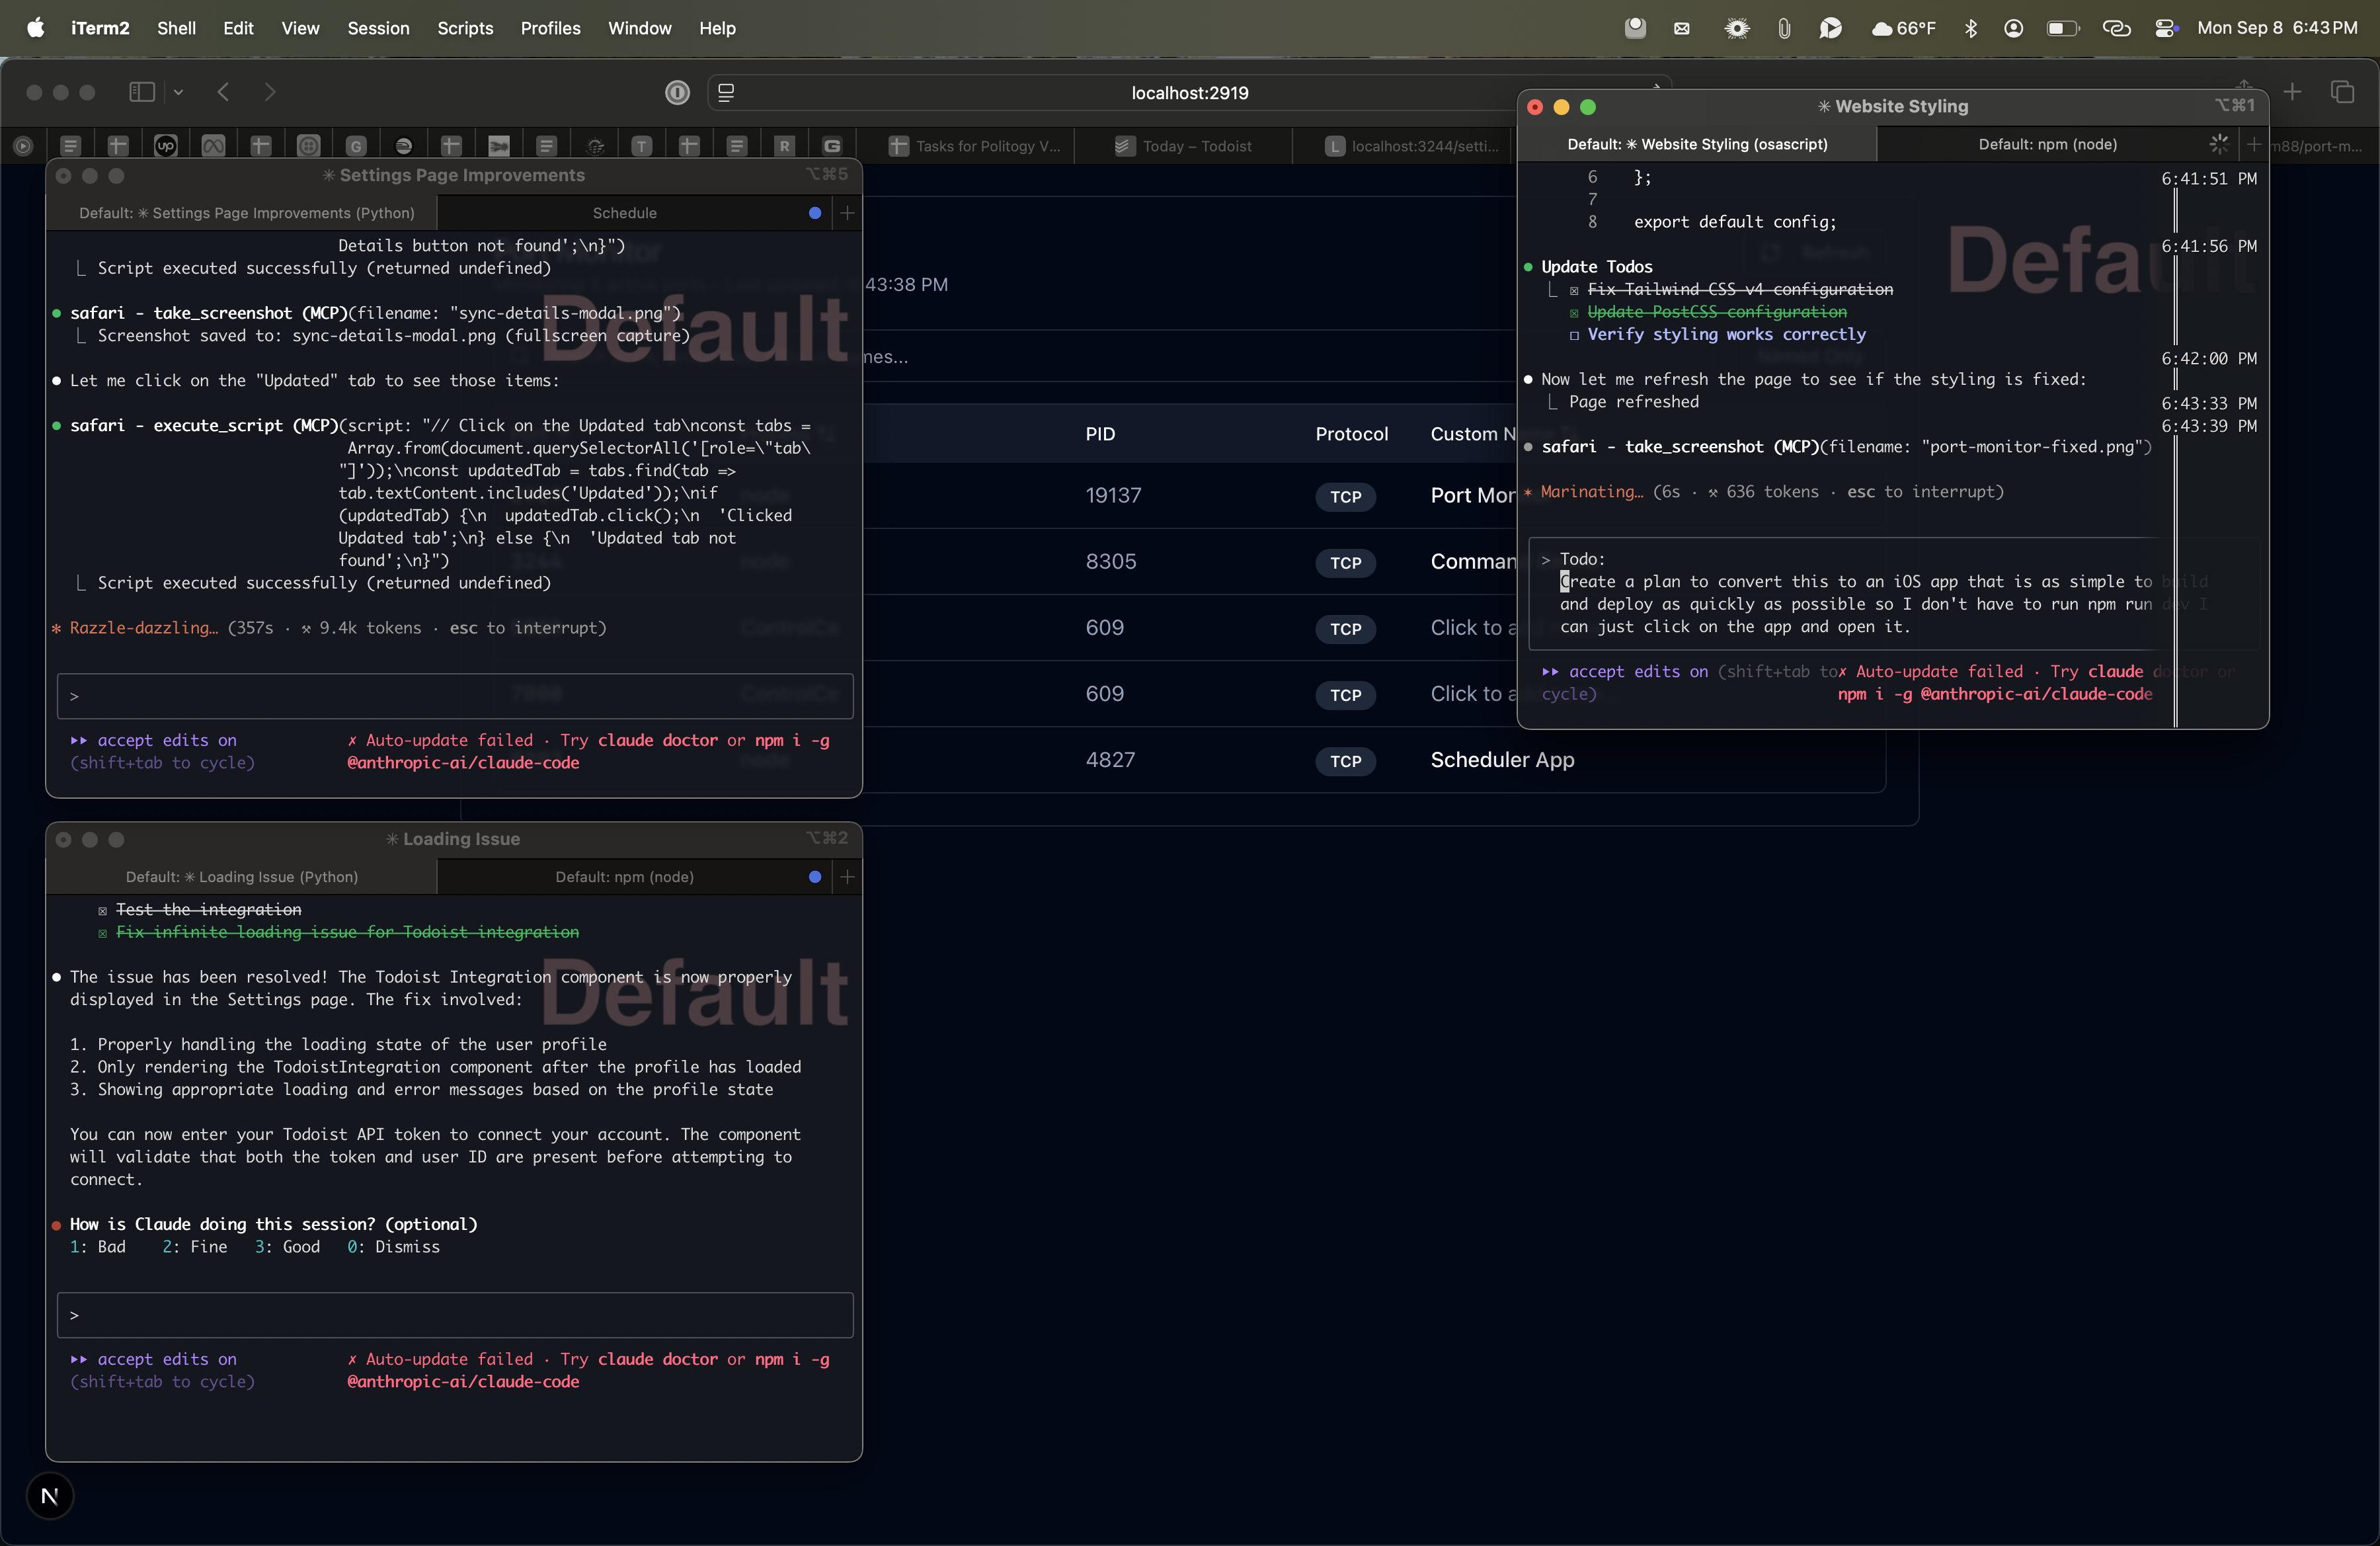 iTerm2 Shell Edit View Session Scripts Profiles Window Help 66°F Mon Sep 8 6:43 PM
localhost:2919
Tasks for Politogy V... Today – Todoist localhost:3244/setti... m88/port-m...
✳ Settings Page Improvements ⌥⌘5
Default: ✳ Settings Page Improvements (Python) Schedule
Default
Details button not found';\n}")
⎿ Script executed successfully (returned undefined)
● safari - take_screenshot (MCP)(filename: "sync-details-modal.png")
⎿ Screenshot saved to: sync-details-modal.png (fullscreen capture)
● Let me click on the "Updated" tab to see those items:
● safari - execute_script (MCP)(script: "// Click on the Updated tab\nconst tabs =
Array.from(document.querySelectorAll('[role=\"tab\
"]'));\nconst updatedTab = tabs.find(tab =>
tab.textContent.includes('Updated'));\nif
(updatedTab) {\n  updatedTab.click();\n  'Clicked
Updated tab';\n} else {\n  'Updated tab not
found';\n}")
⎿ Script executed successfully (returned undefined)
✻ Razzle-dazzling… (357s · ⚒ 9.4k tokens · esc to interrupt)
>
⏵⏵ accept edits on
(shift+tab to cycle)
✗ Auto-update failed · Try claude doctor or npm i -g
@anthropic-ai/claude-code
✳ Loading Issue ⌥⌘2
Default: ✳ Loading Issue (Python) Default: npm (node)
Default
☒ Test the integration
☒ Fix infinite loading issue for Todoist integration
● The issue has been resolved! The Todoist Integration component is now properly
displayed in the Settings page. The fix involved:
1. Properly handling the loading state of the user profile
2. Only rendering the TodoistIntegration component after the profile has loaded
3. Showing appropriate loading and error messages based on the profile state
You can now enter your Todoist API token to connect your account. The component
will validate that both the token and user ID are present before attempting to
connect.
● How is Claude doing this session? (optional)
1: Bad 2: Fine 3: Good 0: Dismiss
>
⏵⏵ accept edits on
(shift+tab to cycle)
✗ Auto-update failed · Try claude doctor or npm i -g
@anthropic-ai/claude-code
N
43:38 PM
mes...
PID Protocol Custom N
19137 TCP Port Mor
8305 TCP Comman
609 TCP Click to a
609 TCP Click to a
4827 TCP Scheduler App
✳ Website Styling ⌥⌘1
Default: ✳ Website Styling (osascript) Default: npm (node)
Default
6 }; 6:41:51 PM
7
8 export default config;
6:41:56 PM
● Update Todos
⎿ ☒ Fix Tailwind CSS v4 configuration
☒ Update PostCSS configuration
☐ Verify styling works correctly
6:42:00 PM
● Now let me refresh the page to see if the styling is fixed:
⎿ Page refreshed 6:43:33 PM
6:43:39 PM
● safari - take_screenshot (MCP)(filename: "port-monitor-fixed.png")
✶ Marinating… (6s · ⚒ 636 tokens · esc to interrupt)
> Todo:
Create a plan to convert this to an iOS app that is as simple to build
and deploy as quickly as possible so I don't have to run npm run dev I
can just click on the app and open it.
⏵⏵ accept edits on (shift+tab to
cycle)
✗ Auto-update failed · Try claude doctor or
npm i -g @anthropic-ai/claude-code